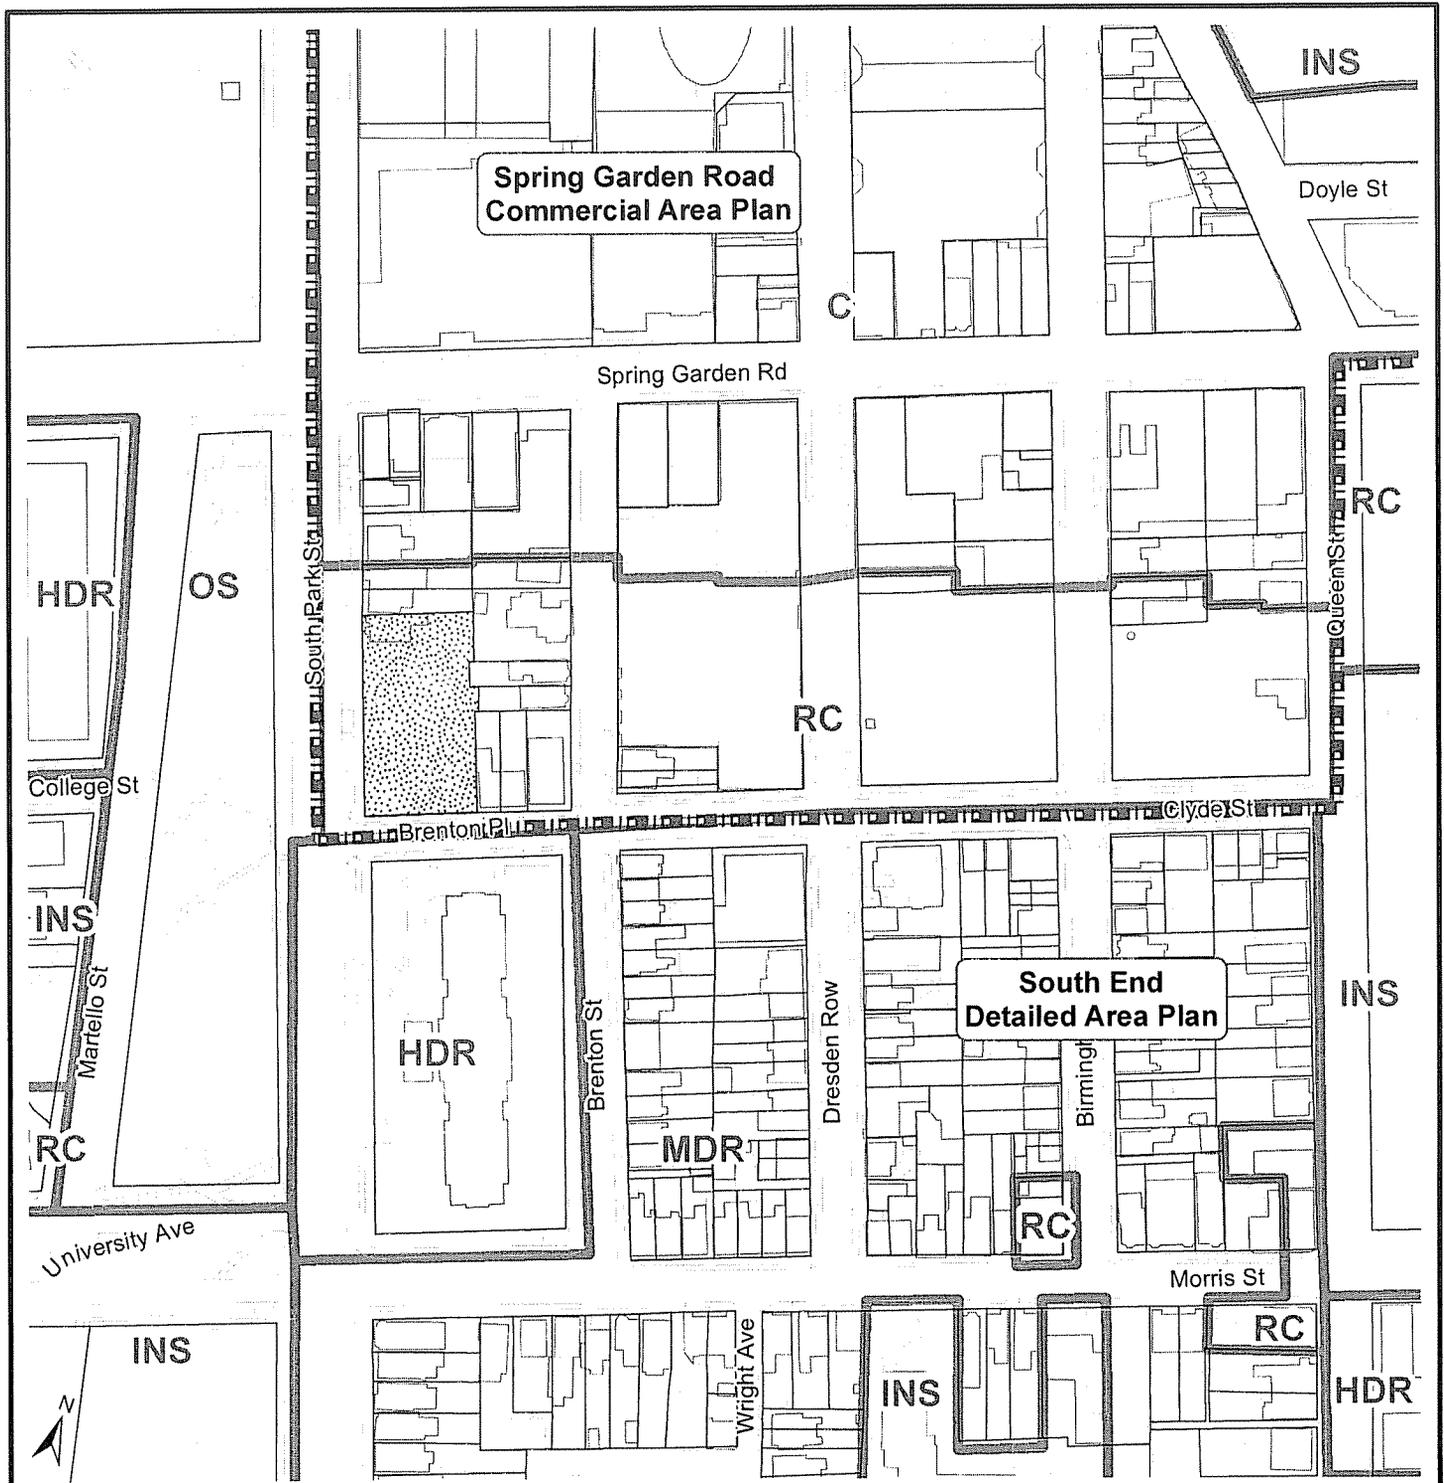 INS
Spring Garden Road
Commercial Area Plan
Doyle St
C
Spring Garden Rd
RC
HDR
OS
South Park St
Queen St
RC
College St
Brenton Pl
Clyde St
INS
South End
Detailed Area Plan
INS
Martello St
HDR
Brenton St
Dresden Row
Birmingh
RC
MDR
RC
University Ave
Morris St
INS
Wright Ave
RC
INS
HDR
N